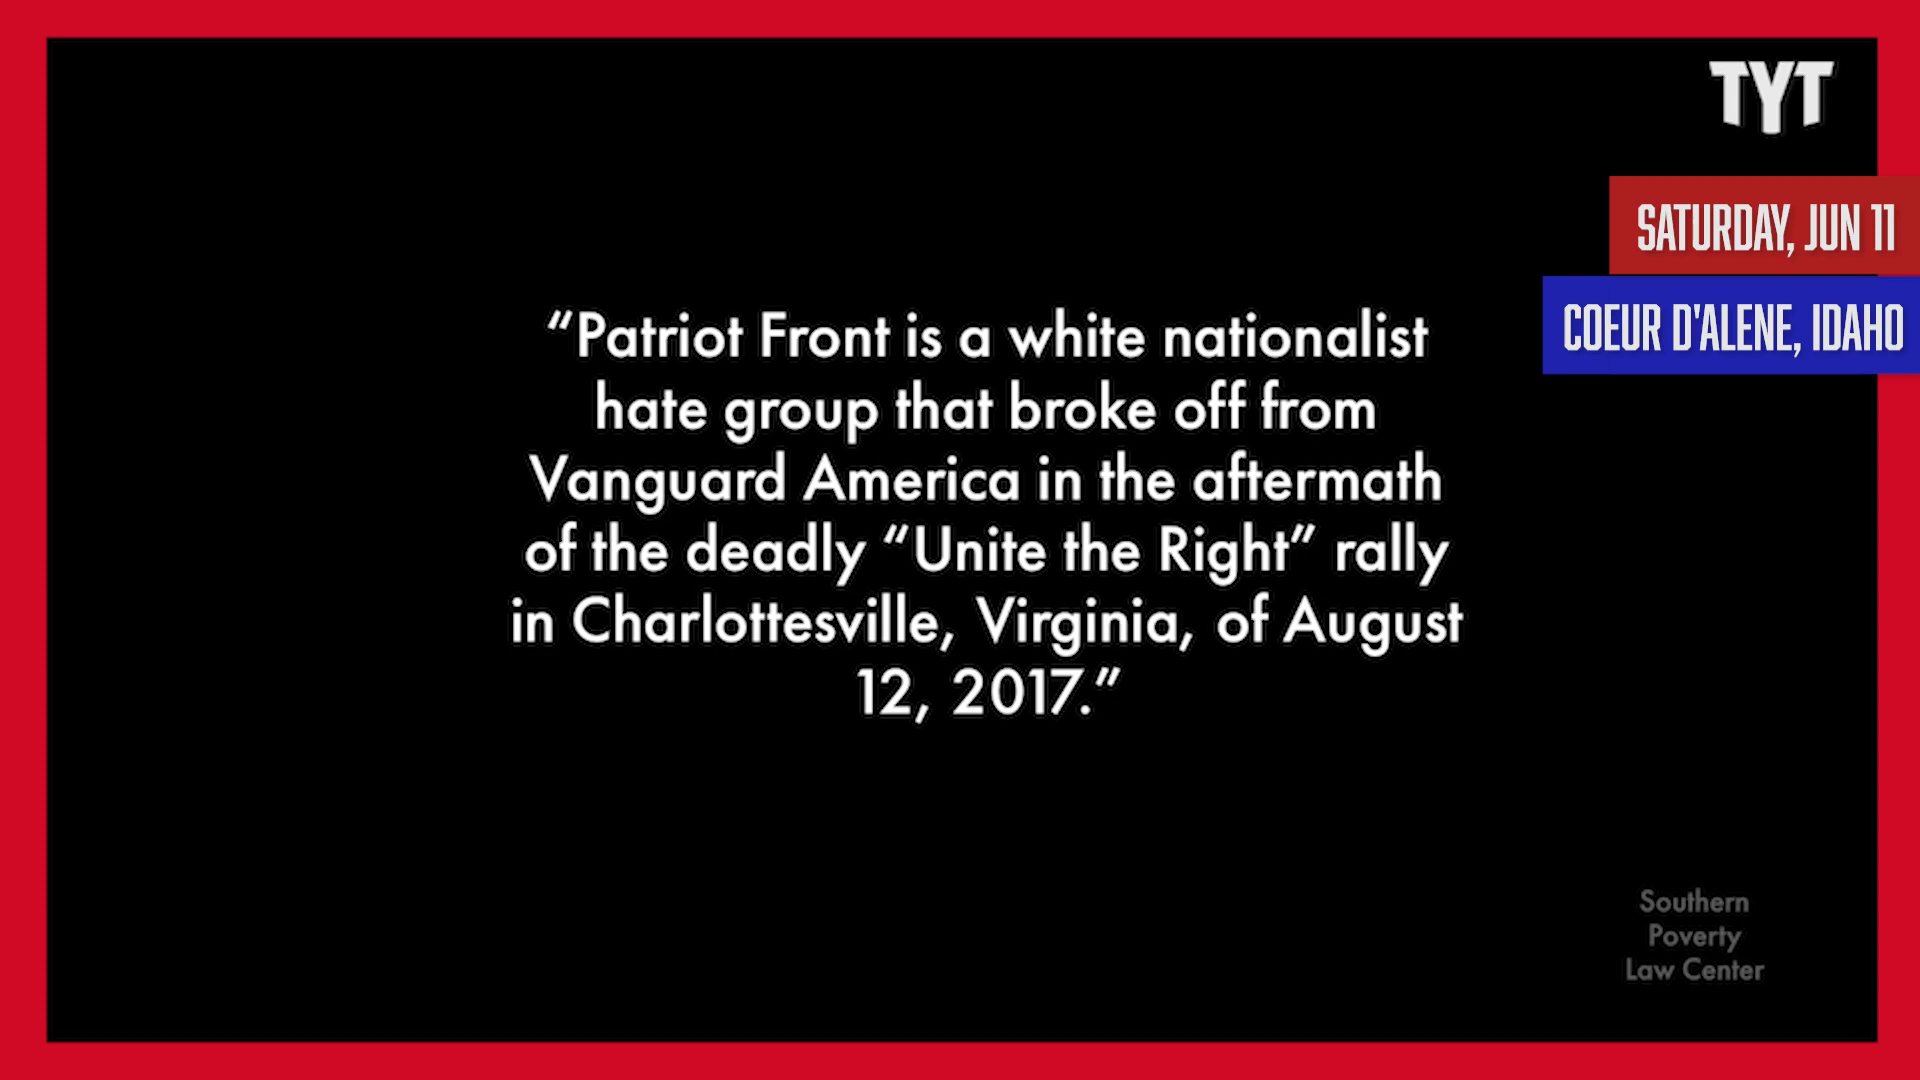 TYT
SATURDAY, JUN 11
COEUR D'ALENE, IDAHO
“Patriot Front is a white nationalist
hate group that broke off from
Vanguard America in the aftermath
of the deadly “Unite the Right” rally
in Charlottesville, Virginia, of August
12, 2017.”
Southern
Poverty
Law Center